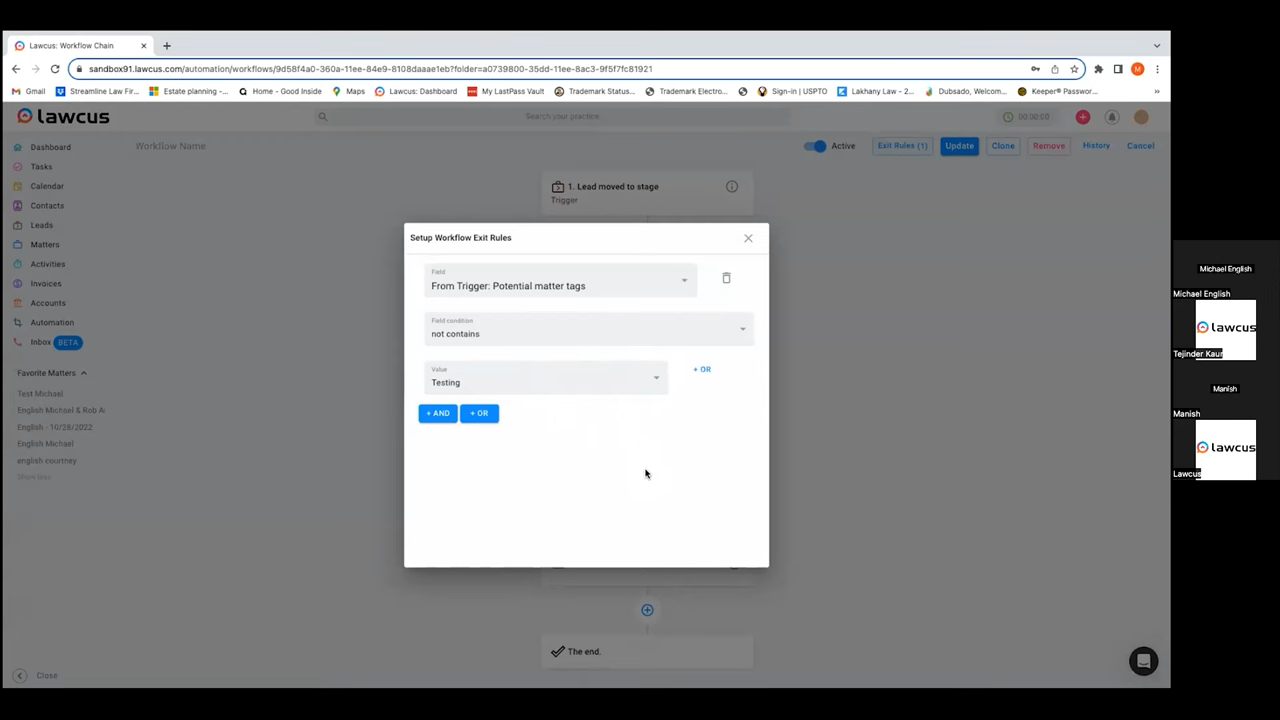 Lawcus: Workflow Chain
sandbox91.lawcus.com/automation/workflows/9d58f4a0-360a-11ee-84e9-8108daaae1eb?folder=a0739800-35dd-11ee-8ac3-9f5f7fc81921
M
Gmail
Streamline Law Fir...
Estate planning -...
Canva - Home
Home - Good Inside
Maps
Lawcus: Dashboard
My LastPass Vault
Trademark Status...
Trademark Electro...
Sign-in | USPTO
Lakhany Law - 2...
Dubsado, Welcom...
Keeper® Passwor...
lawcus
Search your practice...
00:00:00
Dashboard
Tasks
Calendar
Contacts
Leads
Matters
Activities
Invoices
Accounts
Automation
Inbox BETA
Favorite Matters
Test Michael
English Michael & Rob A
English - 10/28/2022
English Michael
english courtney
Show less
Close
Workflow Name
Active
Exit Rules (1)
Update
Clone
Remove
History
Cancel
1. Lead moved to stage
Trigger
Setup Workflow Exit Rules
Field
From Trigger: Potential matter tags
Field condition
not contains
Value
Testing
+ OR
+ AND
+ OR
The end.
Michael English
Michael English
lawcus
Tejinder Kaur
Manish
Manish
lawcus
Lawcus